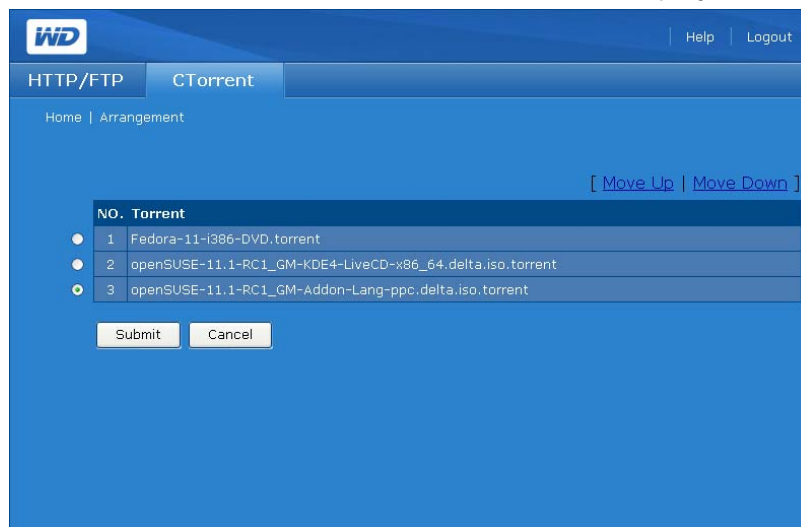 WD
Help | Logout
HTTP/FTP CTorrent
Home | Arrangement
[ Move Up | Move Down ]
NO. Torrent
1 Fedora-11-i386-DVD.torrent
2 openSUSE-11.1-RC1_GM-KDE4-LiveCD-x86_64.delta.iso.torrent
3 openSUSE-11.1-RC1_GM-Addon-Lang-ppc.delta.iso.torrent
Submit Cancel